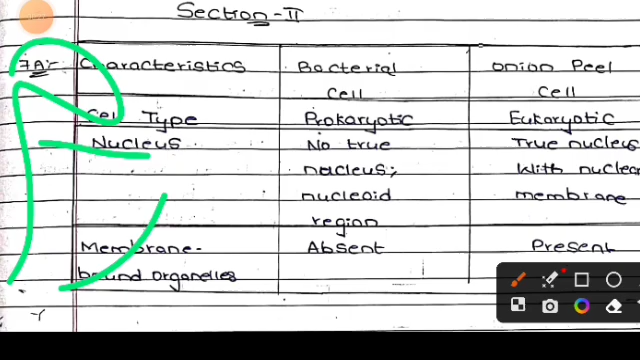 Section-II
7A:- Characteristics Bacterial Onion Peel
Cell Cell
Cell Type Prokaryotic Eukaryotic
Nucleus No true True nucleus
nucleus; With nuclear
nucleoid membrane
region
Membrane- Absent Present
bound organelles